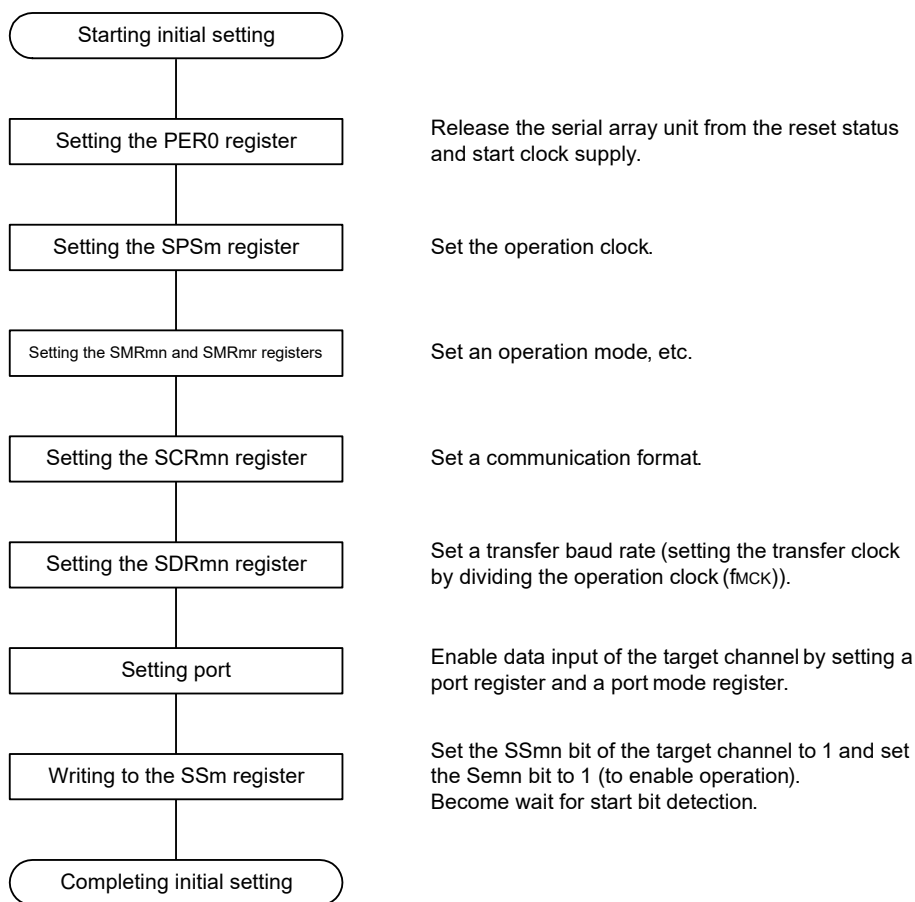 Starting initial setting
Setting the PER0 register
Release the serial array unit from the reset status
and start clock supply.
Setting the SPSm register
Set the operation clock.
Setting the SMRmn and SMRmr registers
Set an operation mode, etc.
Setting the SCRmn register
Set a communication format.
Setting the SDRmn register
Set a transfer baud rate (setting the transfer clock
by dividing the operation clock (fMCK)).
Setting port
Enable data input of the target channel by setting a
port register and a port mode register.
Writing to the SSm register
Set the SSmn bit of the target channel to 1 and set
the Semn bit to 1 (to enable operation).
Become wait for start bit detection.
Completing initial setting